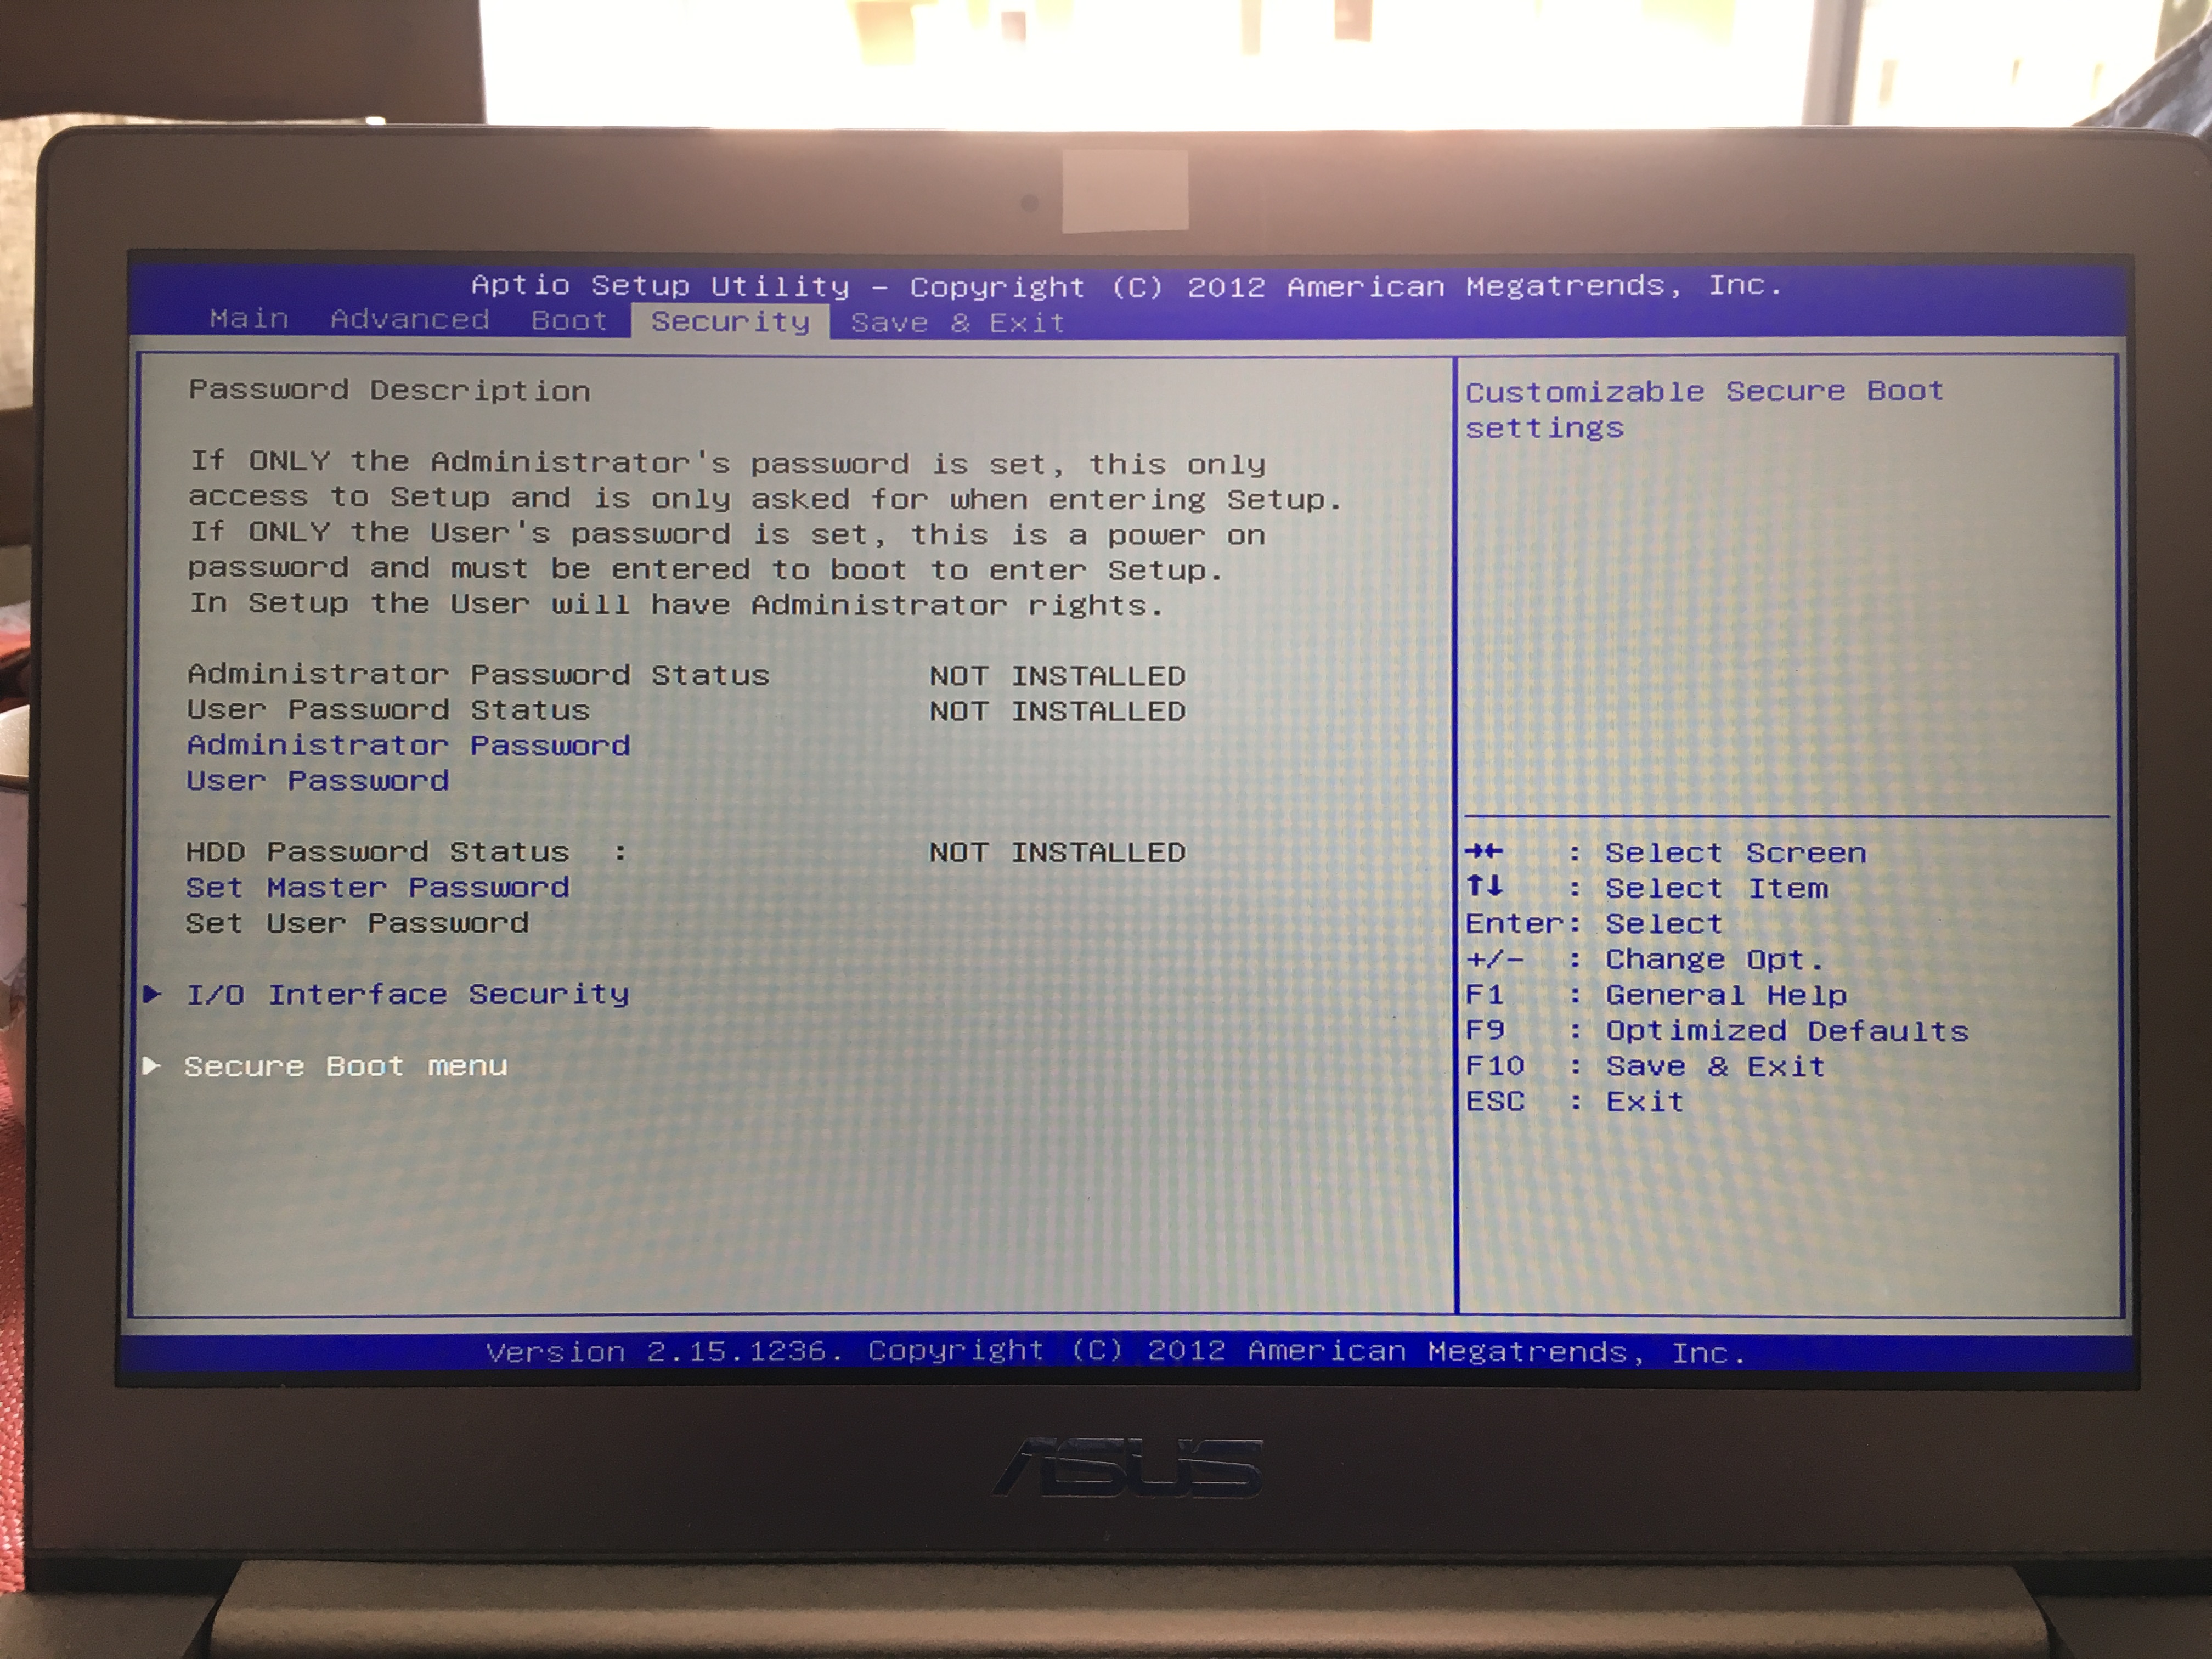 Aptio Setup Utility - Copyright (C) 2012 American Megatrends, Inc.
Main Advanced Boot Security Save & Exit
Password Description
If ONLY the Administrator's password is set, this only
access to Setup and is only asked for when entering Setup.
If ONLY the User's password is set, this is a power on
password and must be entered to boot to enter Setup.
In Setup the User will have Administrator rights.
Administrator Password Status NOT INSTALLED
User Password Status NOT INSTALLED
Administrator Password
User Password
HDD Password Status : NOT INSTALLED
Set Master Password
Set User Password
I/O Interface Security
Secure Boot menu
Customizable Secure Boot
settings
→← : Select Screen
↑↓ : Select Item
Enter: Select
+/- : Change Opt.
F1 : General Help
F9 : Optimized Defaults
F10 : Save & Exit
ESC : Exit
Version 2.15.1236. Copyright (C) 2012 American Megatrends, Inc.
ASUS